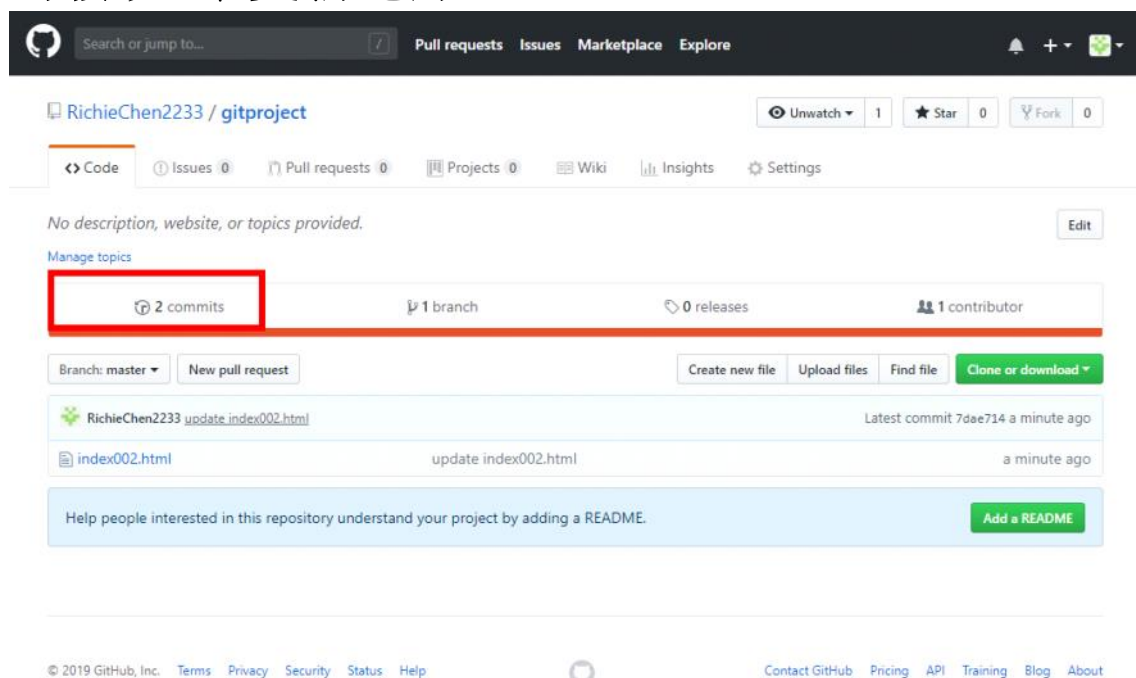 Search or jump to... / Pull requests Issues Marketplace Explore
RichieChen2233 / gitproject Unwatch 1 Star 0 Fork 0
Code Issues 0 Pull requests 0 Projects 0 Wiki Insights Settings
No description, website, or topics provided. Edit
Manage topics
2 commits 1 branch 0 releases 1 contributor
Branch: master New pull request Create new file Upload files Find file Clone or download
RichieChen2233 update index002.html Latest commit 7dae714 a minute ago
index002.html update index002.html a minute ago
Help people interested in this repository understand your project by adding a README. Add a README
© 2019 GitHub, Inc. Terms Privacy Security Status Help Contact GitHub Pricing API Training Blog About